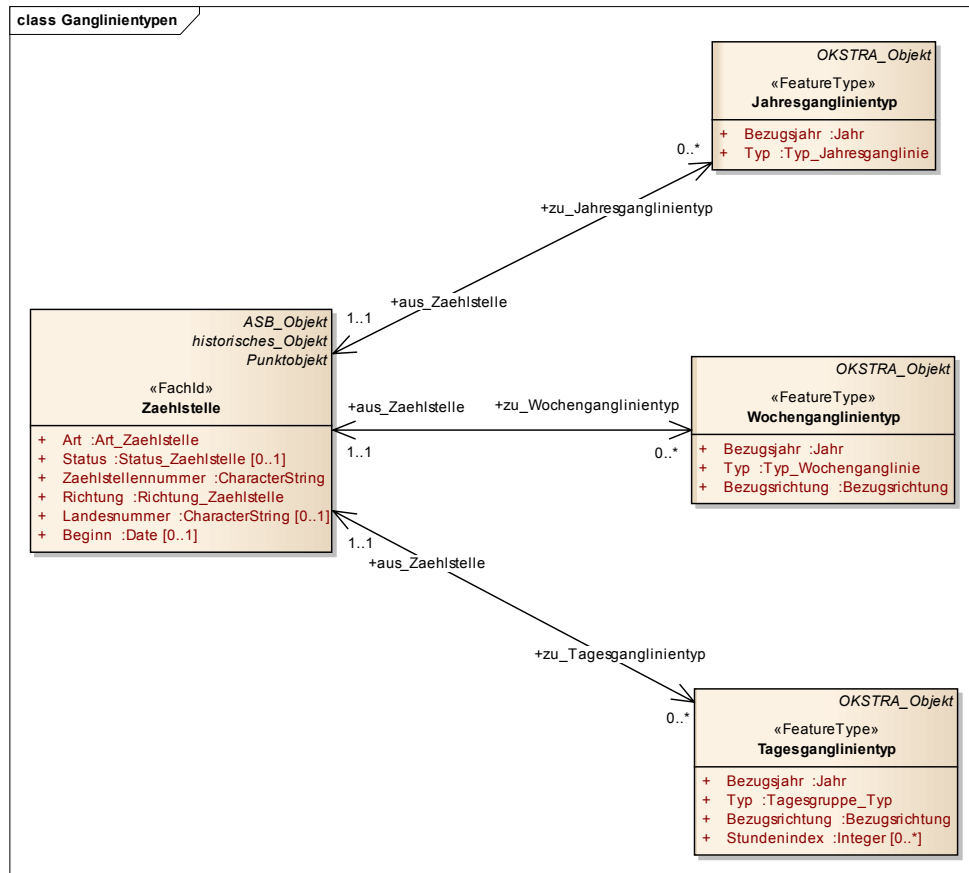 class Ganglinientypen
OKSTRA_Objekt
«FeatureType»
Jahresganglinientyp
+ Bezugsjahr :Jahr
+ Typ :Typ_Jahresganglinie
0..*
+zu_Jahresganglinientyp
+aus_Zaehlstelle
1..1
ASB_Objekt
historisches_Objekt
Punktobjekt
«FachId»
Zaehlstelle
+ Art :Art_Zaehlstelle
+ Status :Status_Zaehlstelle [0..1]
+ Zaehlstellennummer :CharacterString
+ Richtung :Richtung_Zaehlstelle
+ Landesnummer :CharacterString [0..1]
+ Beginn :Date [0..1]
+aus_Zaehlstelle
1..1
+zu_Wochenganglinientyp
0..*
OKSTRA_Objekt
«FeatureType»
Wochenganglinientyp
+ Bezugsjahr :Jahr
+ Typ :Typ_Wochenganglinie
+ Bezugsrichtung :Bezugsrichtung
1..1
+aus_Zaehlstelle
+zu_Tagesganglinientyp
0..*
OKSTRA_Objekt
«FeatureType»
Tagesganglinientyp
+ Bezugsjahr :Jahr
+ Typ :Tagesgruppe_Typ
+ Bezugsrichtung :Bezugsrichtung
+ Stundenindex :Integer [0..*]